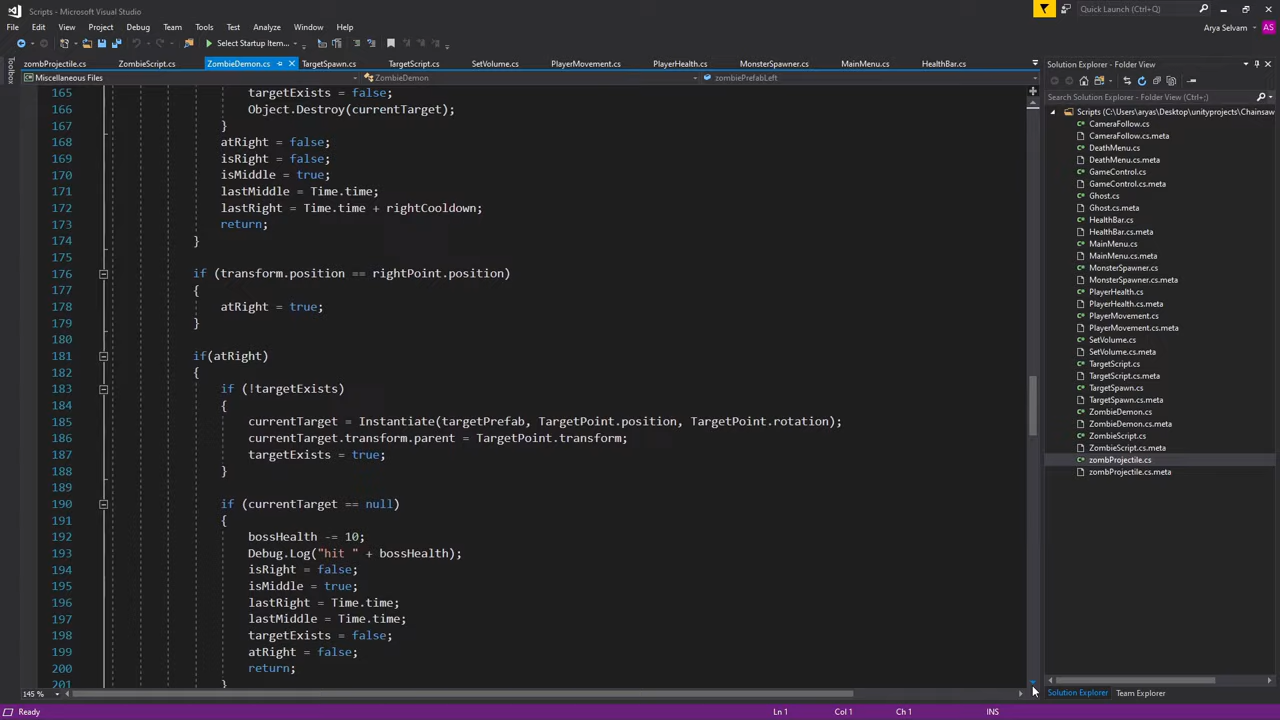 Scripts - Microsoft Visual Studio
Quick Launch (Ctrl+Q)
File Edit View Project Debug Team Tools Test Analyze Window Help
Arya Selvam AS
Select Startup Item...
Toolbox
zombProjectile.cs ZombieScript.cs ZombieDemon.cs TargetSpawn.cs TargetScript.cs SetVolume.cs PlayerMovement.cs PlayerHealth.cs MonsterSpawner.cs MainMenu.cs HealthBar.cs
Miscellaneous Files ZombieDemon zombiePrefabLeft
165 targetExists = false;
166 Object.Destroy(currentTarget);
167 }
168 atRight = false;
169 isRight = false;
170 isMiddle = true;
171 lastMiddle = Time.time;
172 lastRight = Time.time + rightCooldown;
173 return;
174 }
175
176 if (transform.position == rightPoint.position)
177 {
178 atRight = true;
179 }
180
181 if(atRight)
182 {
183 if (!targetExists)
184 {
185 currentTarget = Instantiate(targetPrefab, TargetPoint.position, TargetPoint.rotation);
186 currentTarget.transform.parent = TargetPoint.transform;
187 targetExists = true;
188 }
189
190 if (currentTarget == null)
191 {
192 bossHealth -= 10;
193 Debug.Log("hit " + bossHealth);
194 isRight = false;
195 isMiddle = true;
196 lastRight = Time.time;
197 lastMiddle = Time.time;
198 targetExists = false;
199 atRight = false;
200 return;
201 }
145 %
Solution Explorer - Folder View
Search Solution Explorer - Folder View (Ctrl+;)
Scripts (C:\Users\aryas\Desktop\unityprojects\Chainsaw
CameraFollow.cs
CameraFollow.cs.meta
DeathMenu.cs
DeathMenu.cs.meta
GameControl.cs
GameControl.cs.meta
Ghost.cs
Ghost.cs.meta
HealthBar.cs
HealthBar.cs.meta
MainMenu.cs
MainMenu.cs.meta
MonsterSpawner.cs
MonsterSpawner.cs.meta
PlayerHealth.cs
PlayerHealth.cs.meta
PlayerMovement.cs
PlayerMovement.cs.meta
SetVolume.cs
SetVolume.cs.meta
TargetScript.cs
TargetScript.cs.meta
TargetSpawn.cs
TargetSpawn.cs.meta
ZombieDemon.cs
ZombieDemon.cs.meta
ZombieScript.cs
ZombieScript.cs.meta
zombProjectile.cs
zombProjectile.cs.meta
Solution Explorer Team Explorer
Ready Ln 1 Col 1 Ch 1 INS